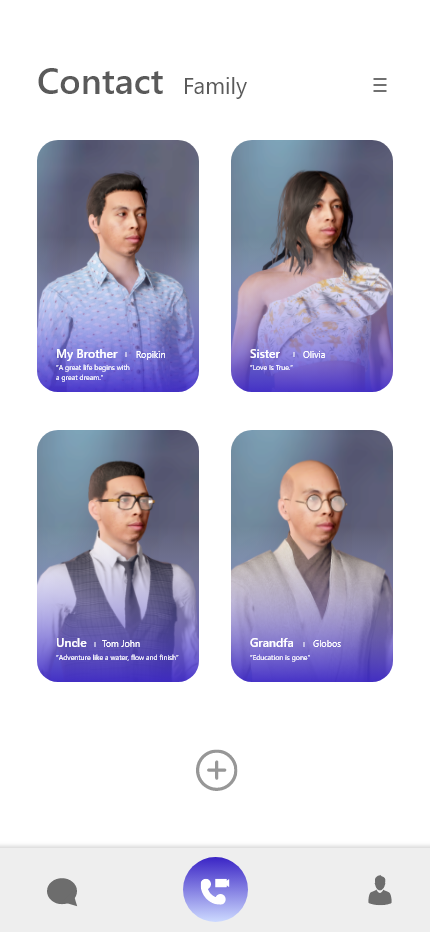 Contact Family
My Brother ı Ropikin
"A great life begins with
a great dream."
Sister ı Olivia
"Love Is True."
Uncle ı Tom John
"Adventure like a water, flow and finish"
Grandfa ı Globos
"Education is gone"